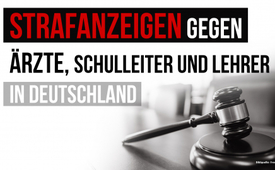 STRAFANZEIGEN GEGEN
ÄRZTE, SCHULLEITER UND LEHRER
IN DEUTSCHLAND